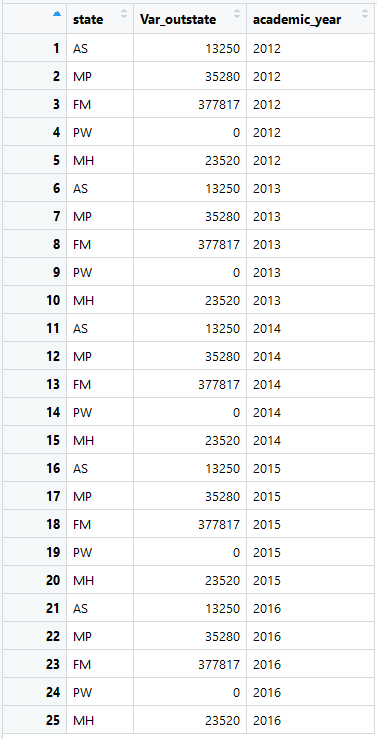 state Var_outstate academic_year
1 AS 13250 2012
2 MP 35280 2012
3 FM 377817 2012
4 PW 0 2012
5 MH 23520 2012
6 AS 13250 2013
7 MP 35280 2013
8 FM 377817 2013
9 PW 0 2013
10 MH 23520 2013
11 AS 13250 2014
12 MP 35280 2014
13 FM 377817 2014
14 PW 0 2014
15 MH 23520 2014
16 AS 13250 2015
17 MP 35280 2015
18 FM 377817 2015
19 PW 0 2015
20 MH 23520 2015
21 AS 13250 2016
22 MP 35280 2016
23 FM 377817 2016
24 PW 0 2016
25 MH 23520 2016